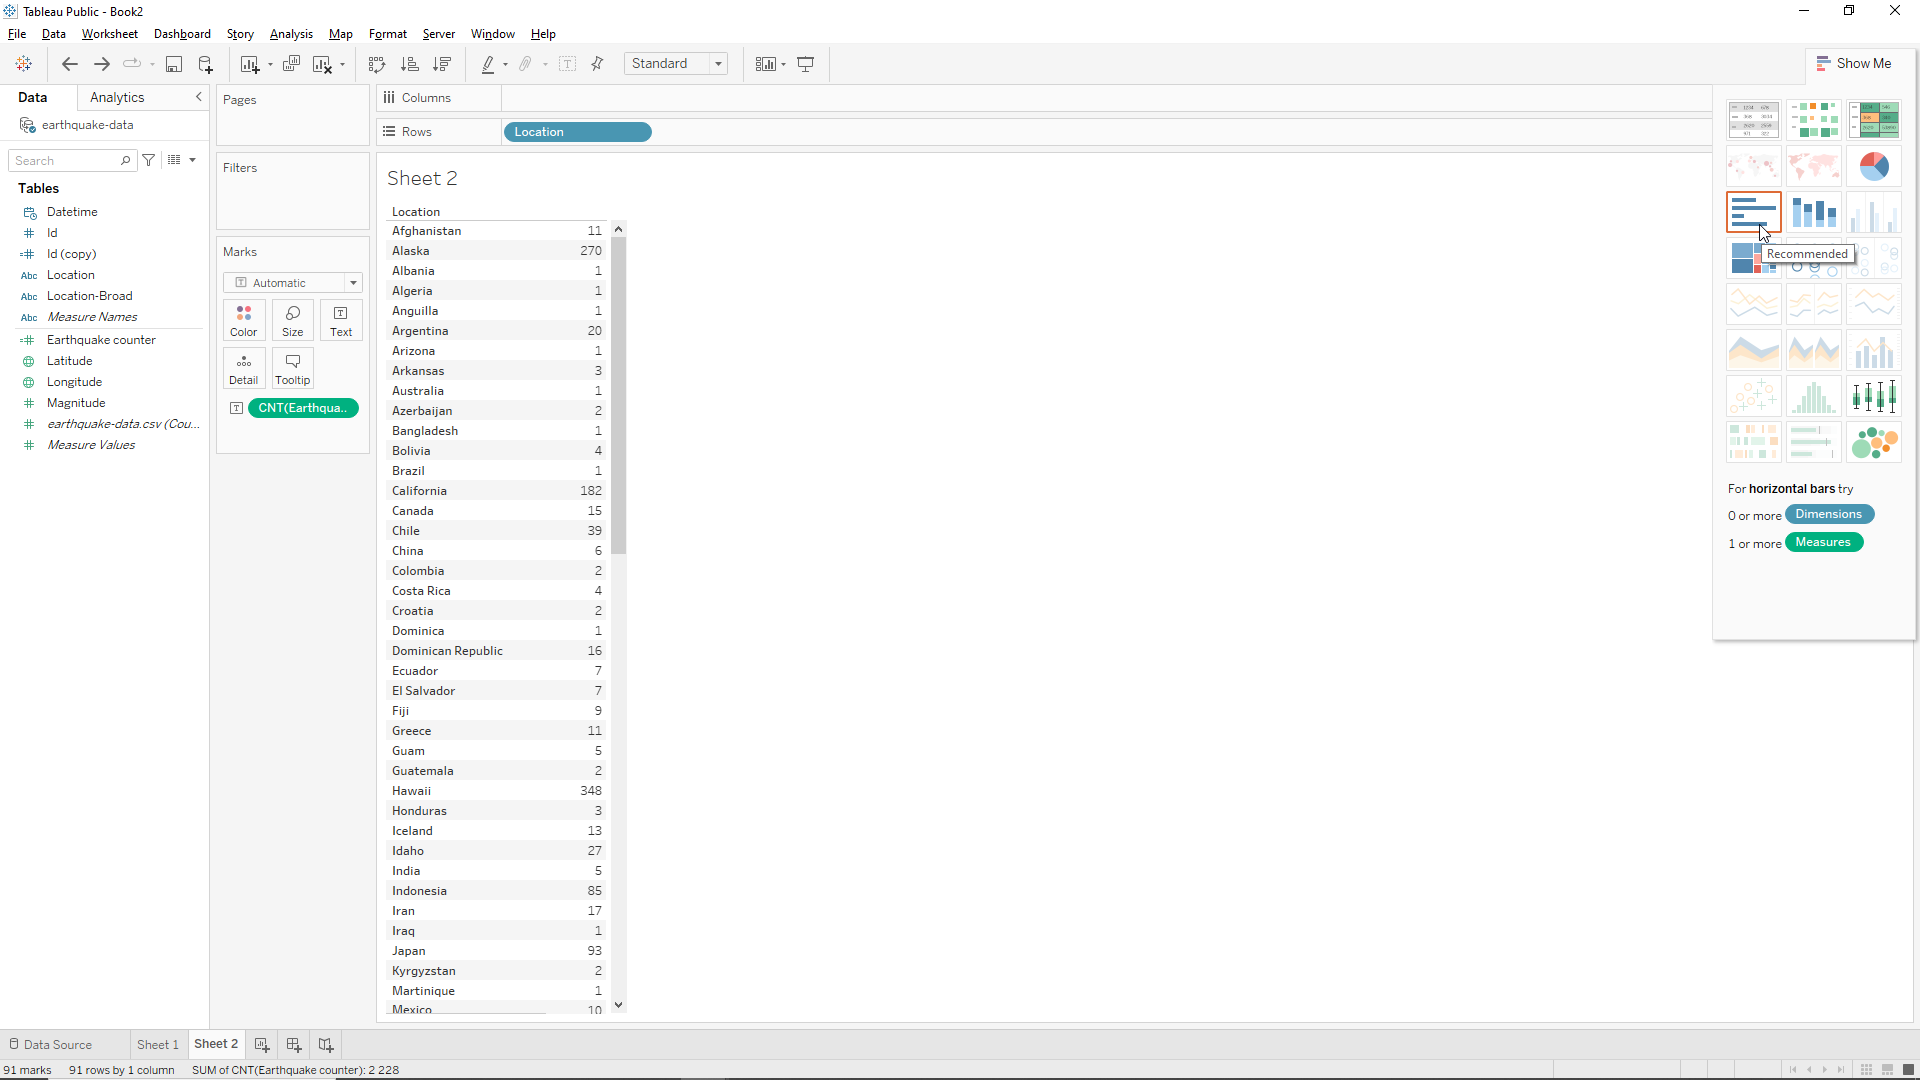 Tableau Public - Book2
File Data Worksheet Dashboard Story Analysis Map Format Server Window Help
Standard
Show Me
Data Analytics
earthquake-data
Search
Tables
Datetime
Id
Id (copy)
Abc Location
Abc Location-Broad
Abc Measure Names
Earthquake counter
Latitude
Longitude
Magnitude
earthquake-data.csv (Cou...
Measure Values
Pages
Filters
Marks
Automatic
Color Size Text
Detail Tooltip
CNT(Earthqua..
Columns
Rows Location
Sheet 2
Location
Afghanistan 11
Alaska 270
Albania 1
Algeria 1
Anguilla 1
Argentina 20
Arizona 1
Arkansas 3
Australia 1
Azerbaijan 2
Bangladesh 1
Bolivia 4
Brazil 1
California 182
Canada 15
Chile 39
China 6
Colombia 2
Costa Rica 4
Croatia 2
Dominica 1
Dominican Republic 16
Ecuador 7
El Salvador 7
Fiji 9
Greece 11
Guam 5
Guatemala 2
Hawaii 348
Honduras 3
Iceland 13
Idaho 27
India 5
Indonesia 85
Iran 17
Iraq 1
Japan 93
Kyrgyzstan 2
Martinique 1
Mexico 10
Recommended
For horizontal bars try
0 or more Dimensions
1 or more Measures
Data Source Sheet 1 Sheet 2
91 marks 91 rows by 1 column SUM of CNT(Earthquake counter): 2 228